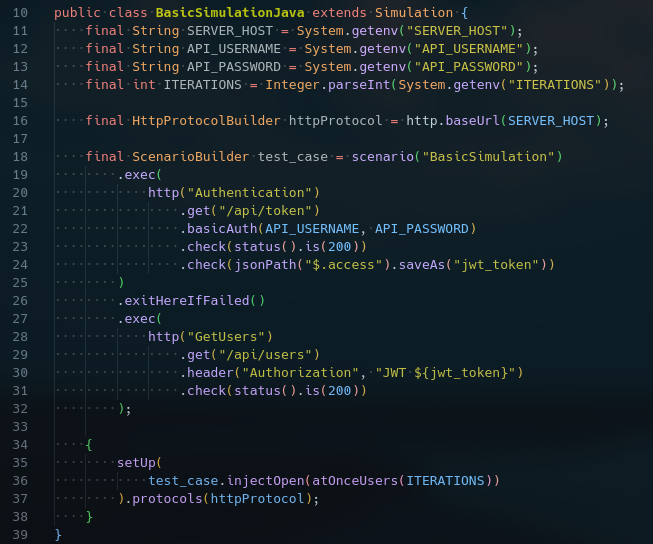 10 public class BasicSimulationJava extends Simulation {
11     final String SERVER_HOST = System.getenv("SERVER_HOST");
12     final String API_USERNAME = System.getenv("API_USERNAME");
13     final String API_PASSWORD = System.getenv("API_PASSWORD");
14     final int ITERATIONS = Integer.parseInt(System.getenv("ITERATIONS"));
15
16     final HttpProtocolBuilder httpProtocol = http.baseUrl(SERVER_HOST);
17
18     final ScenarioBuilder test_case = scenario("BasicSimulation")
19         .exec(
20             http("Authentication")
21                 .get("/api/token")
22                 .basicAuth(API_USERNAME, API_PASSWORD)
23                 .check(status().is(200))
24                 .check(jsonPath("$.access").saveAs("jwt_token"))
25         )
26         .exitHereIfFailed()
27         .exec(
28             http("GetUsers")
29                 .get("/api/users")
30                 .header("Authorization", "JWT ${jwt_token}")
31                 .check(status().is(200))
32         );
33
34     {
35         setUp(
36             test_case.injectOpen(atOnceUsers(ITERATIONS))
37         ).protocols(httpProtocol);
38     }
39 }